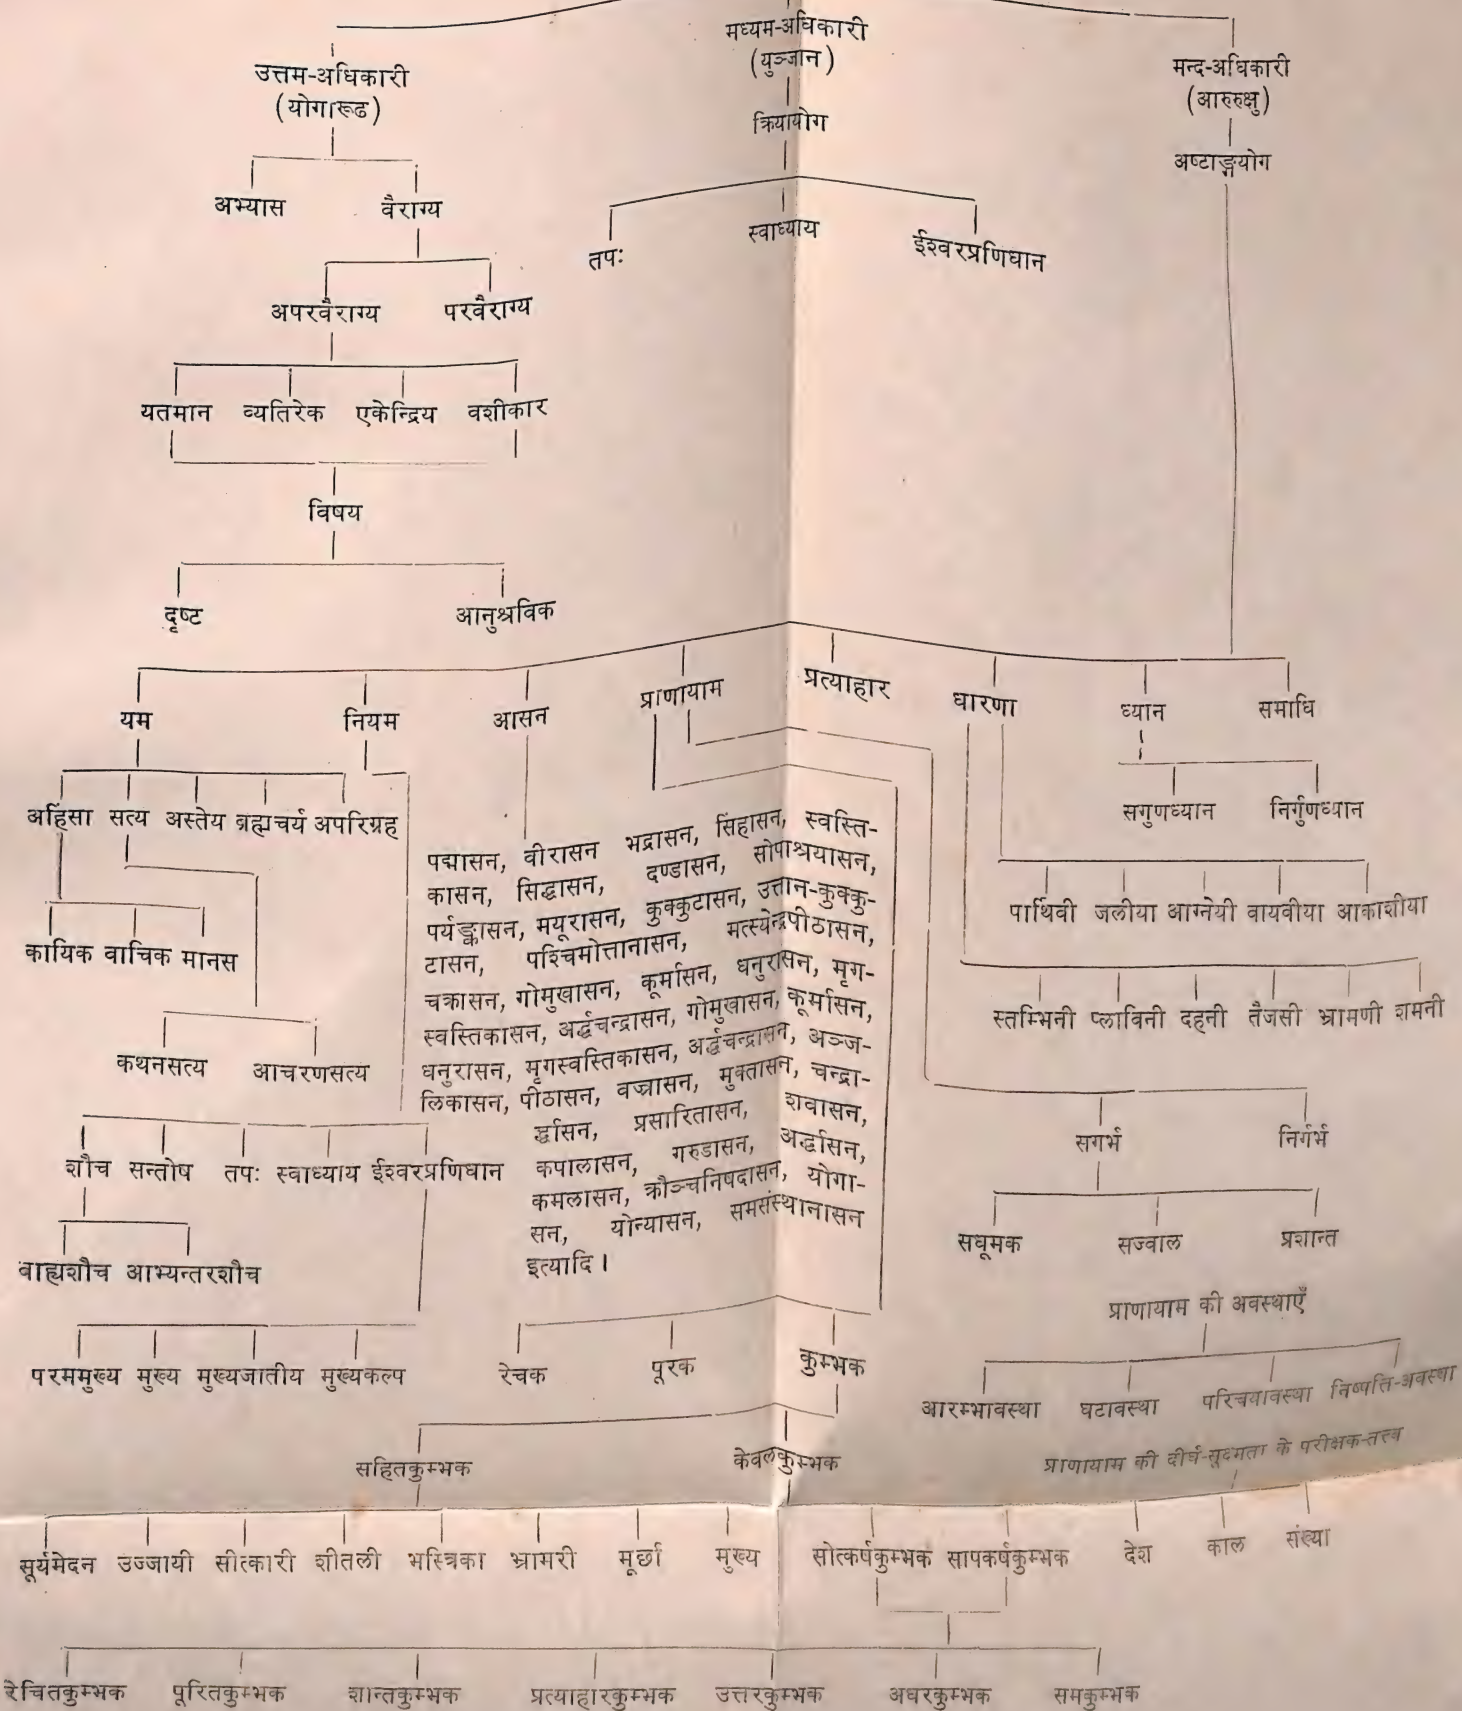 मध्यम-अधिकारी
(युञ्जान)
उत्तम-अधिकारी
(योगारूढ)
मन्द-अधिकारी
(आरुरुक्षु)
क्रियायोग
अष्टाङ्गयोग
अभ्यास वैराग्य
तपः स्वाध्याय ईश्वरप्रणिधान
अपरवैराग्य परवैराग्य
यतमान व्यतिरेक एकेन्द्रिय वशीकार
विषय
दृष्ट आनुश्रविक
यम नियम आसन प्राणायाम प्रत्याहार धारणा ध्यान समाधि
सगुणध्यान निर्गुणध्यान
अहिंसा सत्य अस्तेय ब्रह्मचर्य अपरिग्रह
पद्मासन, वीरासन भद्रासन, सिंहासन, स्वस्ति-
कासन, सिद्धासन, दण्डासन, सोपाश्रयासन,
पर्यङ्कासन, मयूरासन, कुक्कुटासन, उत्तान-कुक्कु-
टासन, पश्चिमोत्तानासन, मत्स्येन्द्रपीठासन,
चक्रासन, गोमुखासन, कूर्मासन, धनुरासन, मृग-
स्वस्तिकासन, अर्द्धचन्द्रासन, गोमुखासन, कूर्मासन,
धनुरासन, मृगस्वस्तिकासन, अर्द्धचन्द्रासन, अञ्ज-
लिकासन, पीठासन, वज्रासन, मुक्तासन, चन्द्रा-
र्द्धासन, प्रसारितासन, शवासन,
कपालासन, गरुडासन, अर्द्धासन,
कमलासन, क्रौञ्चनिषदासन, योगा-
सन, योन्यासन, समसंस्थानासन
इत्यादि ।
पार्थिवी जलीया आग्नेयी वायवीया आकाशीया
कायिक वाचिक मानस
स्तम्भिनी प्लाविनी दहनी तैजसी भ्रामणी शमनी
कथनसत्य आचरणसत्य
सगर्भ निर्गर्भ
शौच सन्तोष तपः स्वाध्याय ईश्वरप्रणिधान
सधूमक सज्वाल प्रशान्त
बाह्यशौच आभ्यन्तरशौच
प्राणायाम की अवस्थाएँ
परममुख्य मुख्य मुख्यजातीय मुख्यकल्प
रेचक पूरक कुम्भक
आरम्भावस्था घटावस्था परिचयावस्था निष्पत्ति-अवस्था
सहितकुम्भक केवलकुम्भक
प्राणायाम की दीर्घ-सूक्ष्मता के परीक्षक-तत्त्व
सूर्यभेदन उज्जायी सीत्कारी शीतली भस्त्रिका भ्रामरी मूर्छा मुख्य सोत्कर्षकुम्भक सापकर्षकुम्भक देश काल संख्या
रेचितकुम्भक पूरितकुम्भक शान्तकुम्भक प्रत्याहारकुम्भक उत्तरकुम्भक अधरकुम्भक समकुम्भक